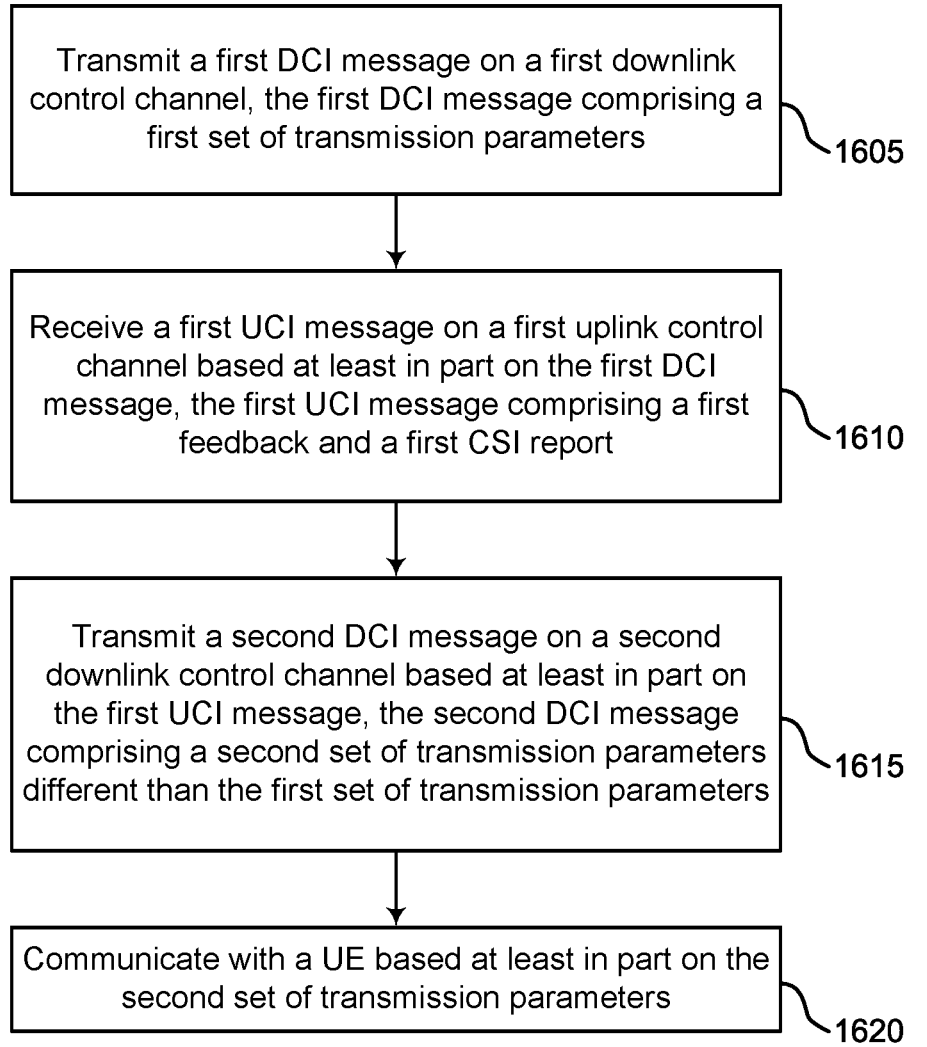 Transmit a first DCI message on a first downlink
control channel, the first DCI message comprising a
first set of transmission parameters
1605
Receive a first UCI message on a first uplink control
channel based at least in part on the first DCI
message, the first UCI message comprising a first
feedback and a first CSI report
1610
Transmit a second DCI message on a second
downlink control channel based at least in part on
the first UCI message, the second DCI message
comprising a second set of transmission parameters
different than the first set of transmission parameters
1615
Communicate with a UE based at least in part on the
second set of transmission parameters
1620